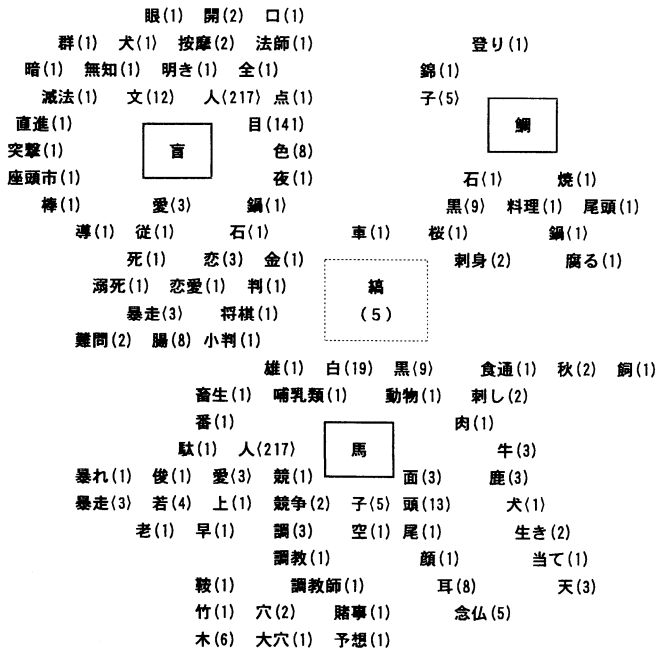 眼(1) 開(2) 口(1)
群(1) 犬(1) 按摩(2) 法師(1) 登り(1)
暗(1) 無知(1) 明き(1) 全(1) 錦(1)
滅法(1) 文(12) 人(217) 点(1) 子(5)
直進(1) 目(141) 鯛
突撃(1) 盲 色(8)
座頭市(1) 夜(1) 石(1) 焼(1)
棒(1) 愛(3) 鍋(1) 黒(9) 料理(1) 尾頭(1)
導(1) 従(1) 石(1) 車(1) 桜(1) 鍋(1)
死(1) 恋(3) 金(1) 刺身(2) 腐る(1)
溺死(1) 恋愛(1) 判(1) 縞
暴走(3) 将棋(1) (5)
難問(2) 腸(8) 小判(1)
雄(1) 白(19) 黒(9) 食通(1) 秋(2) 飼(1)
畜生(1) 哺乳類(1) 動物(1) 刺し(2)
番(1) 肉(1)
駄(1) 人(217) 馬 牛(3)
暴れ(1) 俊(1) 愛(3) 競(1) 面(3) 鹿(3)
暴走(3) 若(4) 上(1) 競争(2) 子(5) 頭(13) 犬(1)
老(1) 早(1) 調(3) 空(1) 尾(1) 生き(2)
調教(1) 顔(1) 当て(1)
鞍(1) 調教師(1) 耳(8) 天(3)
竹(1) 穴(2) 賭事(1) 念仏(5)
木(6) 大穴(1) 予想(1)